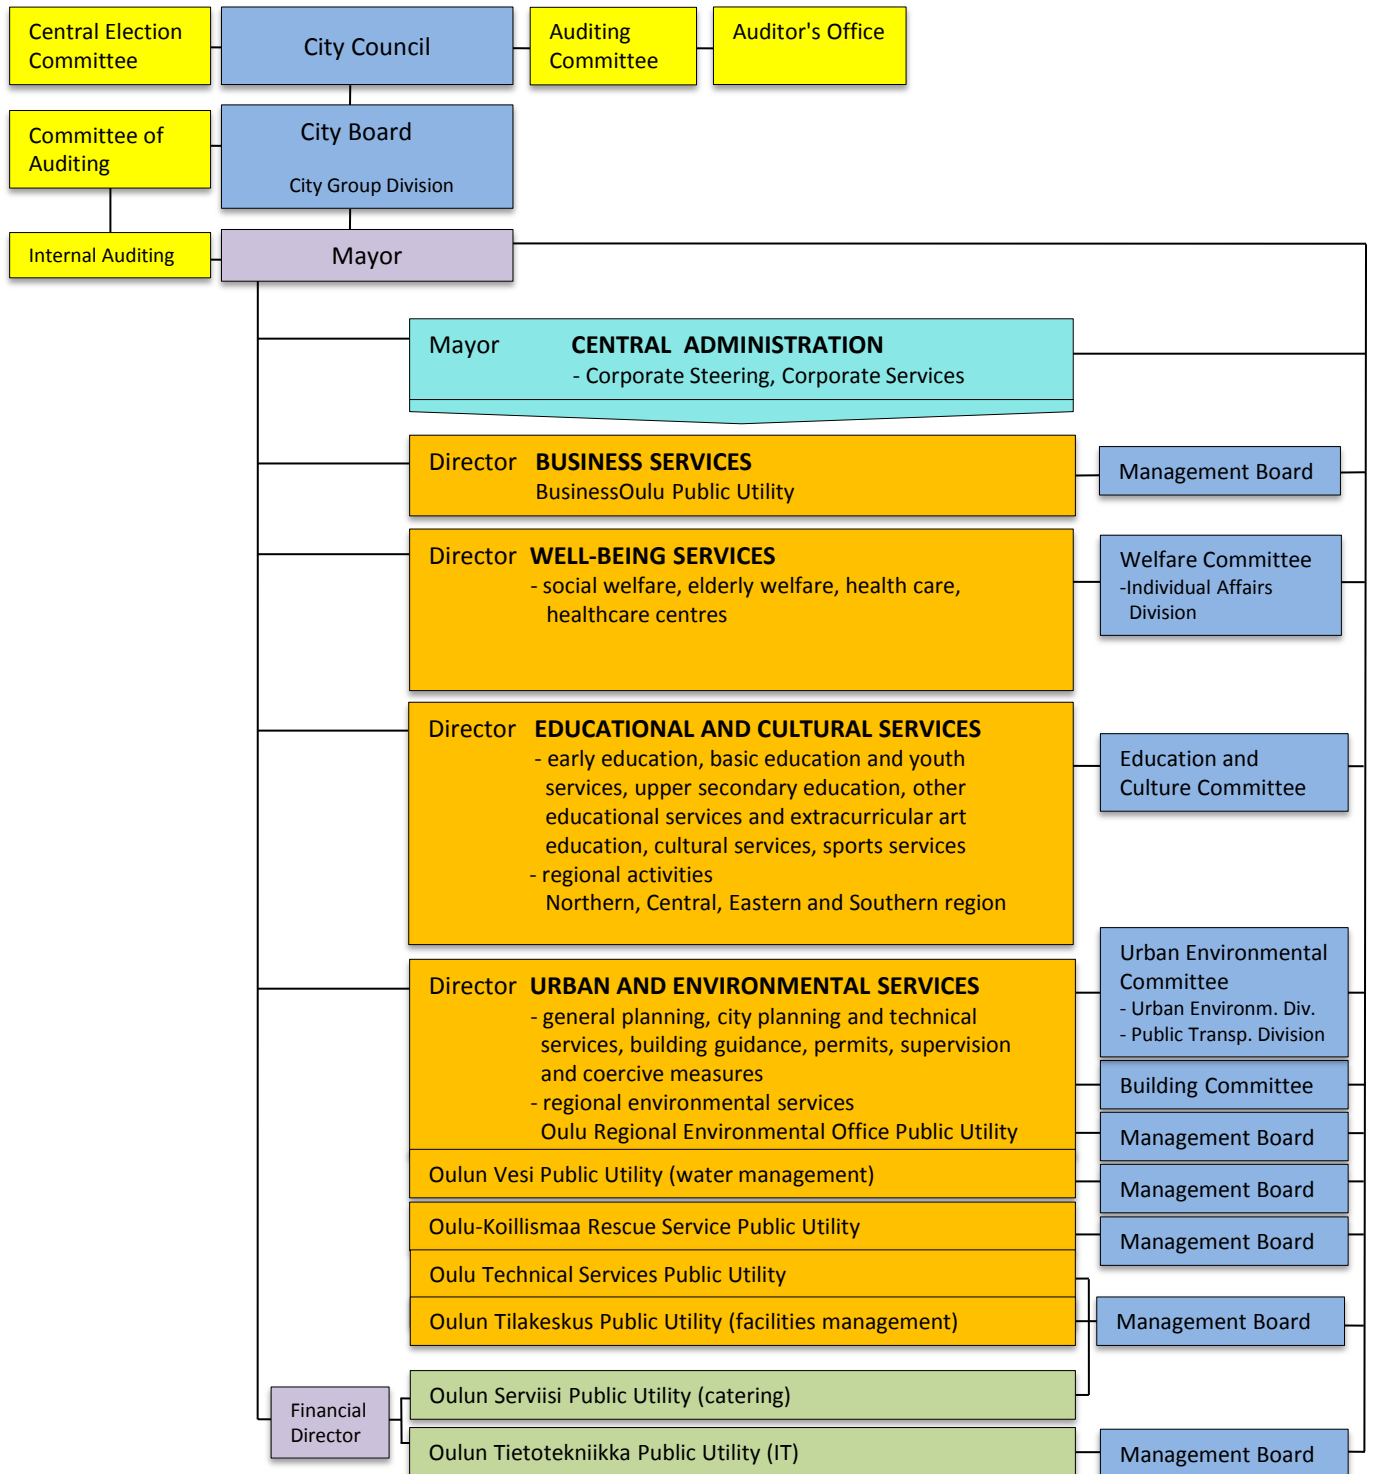 Central Election
Committee
City Council
Auditing
Committee
Auditor's Office
Committee of
Auditing
City Board
City Group Division
Internal Auditing
Mayor
Mayor CENTRAL ADMINISTRATION
- Corporate Steering, Corporate Services
Director BUSINESS SERVICES
BusinessOulu Public Utility
Management Board
Director WELL-BEING SERVICES
- social welfare, elderly welfare, health care,
healthcare centres
Welfare Committee
-Individual Affairs
Division
Director EDUCATIONAL AND CULTURAL SERVICES
- early education, basic education and youth
services, upper secondary education, other
educational services and extracurricular art
education, cultural services, sports services
- regional activities
Northern, Central, Eastern and Southern region
Education and
Culture Committee
Director URBAN AND ENVIRONMENTAL SERVICES
- general planning, city planning and technical
services, building guidance, permits, supervision
and coercive measures
- regional environmental services
Oulu Regional Environmental Office Public Utility
Urban Environmental
Committee
- Urban Environm. Div.
- Public Transp. Division
Building Committee
Management Board
Oulun Vesi Public Utility (water management)
Management Board
Oulu-Koillismaa Rescue Service Public Utility
Management Board
Oulu Technical Services Public Utility
Oulun Tilakeskus Public Utility (facilities management)
Management Board
Financial
Director
Oulun Serviisi Public Utility (catering)
Oulun Tietotekniikka Public Utility (IT)
Management Board